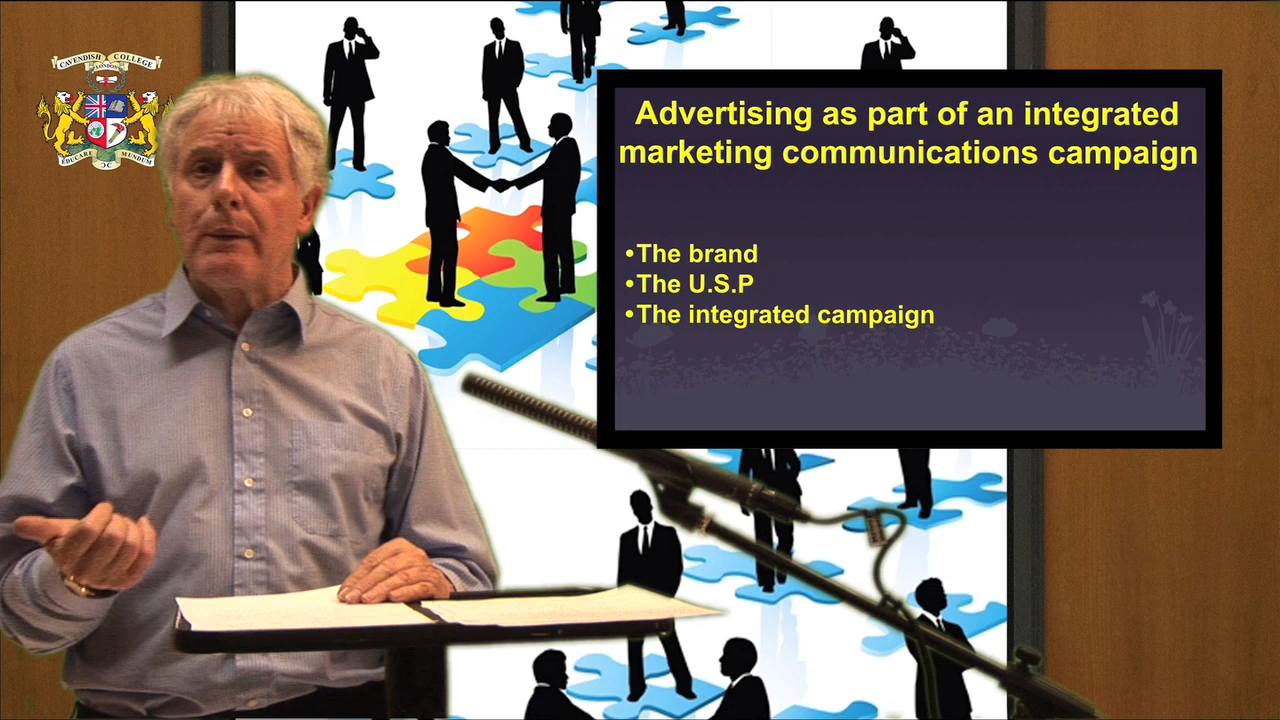 CAVENDISH COLLEGE
LONDON
EDUCARE MUNDUM
Advertising as part of an integrated
marketing communications campaign
•The brand
•The U.S.P
•The integrated campaign